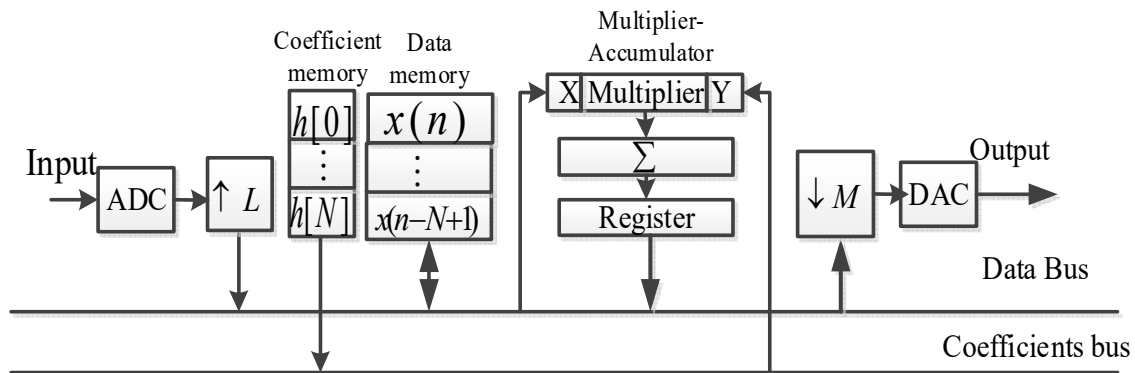 Multiplier-
Accumulator
Coefficient
memory
Data
memory
X Multiplier Y
h[0]
⋮
h[N]
x(n)
⋮
x(n−N+1)
Σ
Register
Input
ADC
↑ L
↓ M
DAC
Output
Data Bus
Coefficients bus